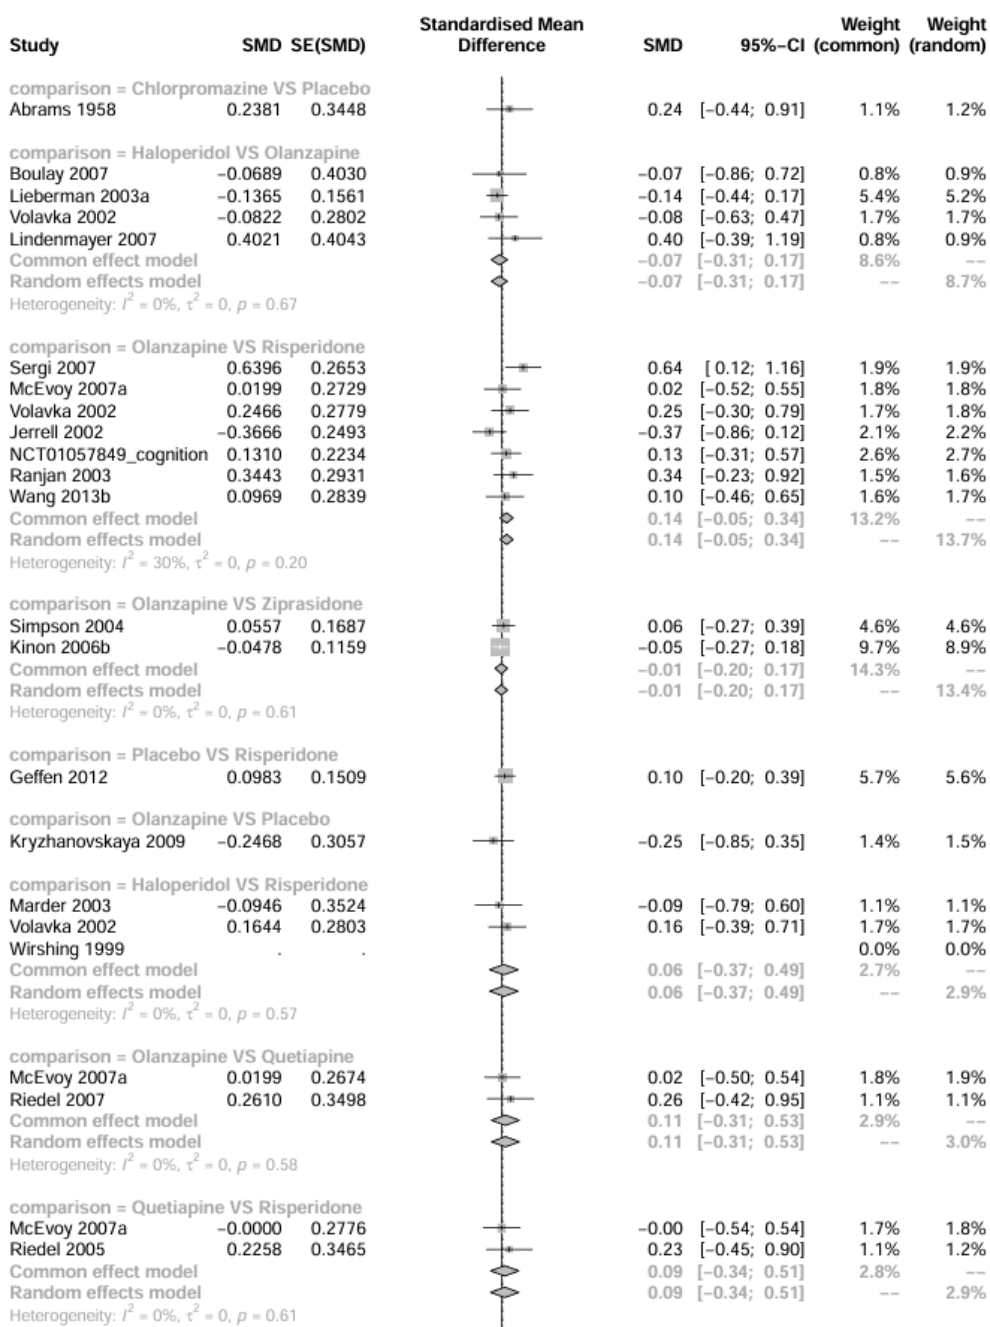 Standardised Mean Weight Weight
Study SMD SE(SMD) Difference SMD 95%−CI (common) (random)
comparison = Chlorpromazine VS Placebo
Abrams 1958 0.2381 0.3448 0.24 [−0.44; 0.91] 1.1% 1.2%
comparison = Haloperidol VS Olanzapine
Boulay 2007 −0.0689 0.4030 −0.07 [−0.86; 0.72] 0.8% 0.9%
Lieberman 2003a −0.1365 0.1561 −0.14 [−0.44; 0.17] 5.4% 5.2%
Volavka 2002 −0.0822 0.2802 −0.08 [−0.63; 0.47] 1.7% 1.7%
Lindenmayer 2007 0.4021 0.4043 0.40 [−0.39; 1.19] 0.8% 0.9%
Common effect model −0.07 [−0.31; 0.17] 8.6% −−
Random effects model −0.07 [−0.31; 0.17] −− 8.7%
Heterogeneity: I² = 0%, τ² = 0, p = 0.67
comparison = Olanzapine VS Risperidone
Sergi 2007 0.6396 0.2653 0.64 [ 0.12; 1.16] 1.9% 1.9%
McEvoy 2007a 0.0199 0.2729 0.02 [−0.52; 0.55] 1.8% 1.8%
Volavka 2002 0.2466 0.2779 0.25 [−0.30; 0.79] 1.7% 1.8%
Jerrell 2002 −0.3666 0.2493 −0.37 [−0.86; 0.12] 2.1% 2.2%
NCT01057849_cognition 0.1310 0.2234 0.13 [−0.31; 0.57] 2.6% 2.7%
Ranjan 2003 0.3443 0.2931 0.34 [−0.23; 0.92] 1.5% 1.6%
Wang 2013b 0.0969 0.2839 0.10 [−0.46; 0.65] 1.6% 1.7%
Common effect model 0.14 [−0.05; 0.34] 13.2% −−
Random effects model 0.14 [−0.05; 0.34] −− 13.7%
Heterogeneity: I² = 30%, τ² = 0, p = 0.20
comparison = Olanzapine VS Ziprasidone
Simpson 2004 0.0557 0.1687 0.06 [−0.27; 0.39] 4.6% 4.6%
Kinon 2006b −0.0478 0.1159 −0.05 [−0.27; 0.18] 9.7% 8.9%
Common effect model −0.01 [−0.20; 0.17] 14.3% −−
Random effects model −0.01 [−0.20; 0.17] −− 13.4%
Heterogeneity: I² = 0%, τ² = 0, p = 0.61
comparison = Placebo VS Risperidone
Geffen 2012 0.0983 0.1509 0.10 [−0.20; 0.39] 5.7% 5.6%
comparison = Olanzapine VS Placebo
Kryzhanovskaya 2009 −0.2468 0.3057 −0.25 [−0.85; 0.35] 1.4% 1.5%
comparison = Haloperidol VS Risperidone
Marder 2003 −0.0946 0.3524 −0.09 [−0.79; 0.60] 1.1% 1.1%
Volavka 2002 0.1644 0.2803 0.16 [−0.39; 0.71] 1.7% 1.7%
Wirshing 1999 . . 0.0% 0.0%
Common effect model 0.06 [−0.37; 0.49] 2.7% −−
Random effects model 0.06 [−0.37; 0.49] −− 2.9%
Heterogeneity: I² = 0%, τ² = 0, p = 0.57
comparison = Olanzapine VS Quetiapine
McEvoy 2007a 0.0199 0.2674 0.02 [−0.50; 0.54] 1.8% 1.9%
Riedel 2007 0.2610 0.3498 0.26 [−0.42; 0.95] 1.1% 1.1%
Common effect model 0.11 [−0.31; 0.53] 2.9% −−
Random effects model 0.11 [−0.31; 0.53] −− 3.0%
Heterogeneity: I² = 0%, τ² = 0, p = 0.58
comparison = Quetiapine VS Risperidone
McEvoy 2007a −0.0000 0.2776 −0.00 [−0.54; 0.54] 1.7% 1.8%
Riedel 2005 0.2258 0.3465 0.23 [−0.45; 0.90] 1.1% 1.2%
Common effect model 0.09 [−0.34; 0.51] 2.8% −−
Random effects model 0.09 [−0.34; 0.51] −− 2.9%
Heterogeneity: I² = 0%, τ² = 0, p = 0.61